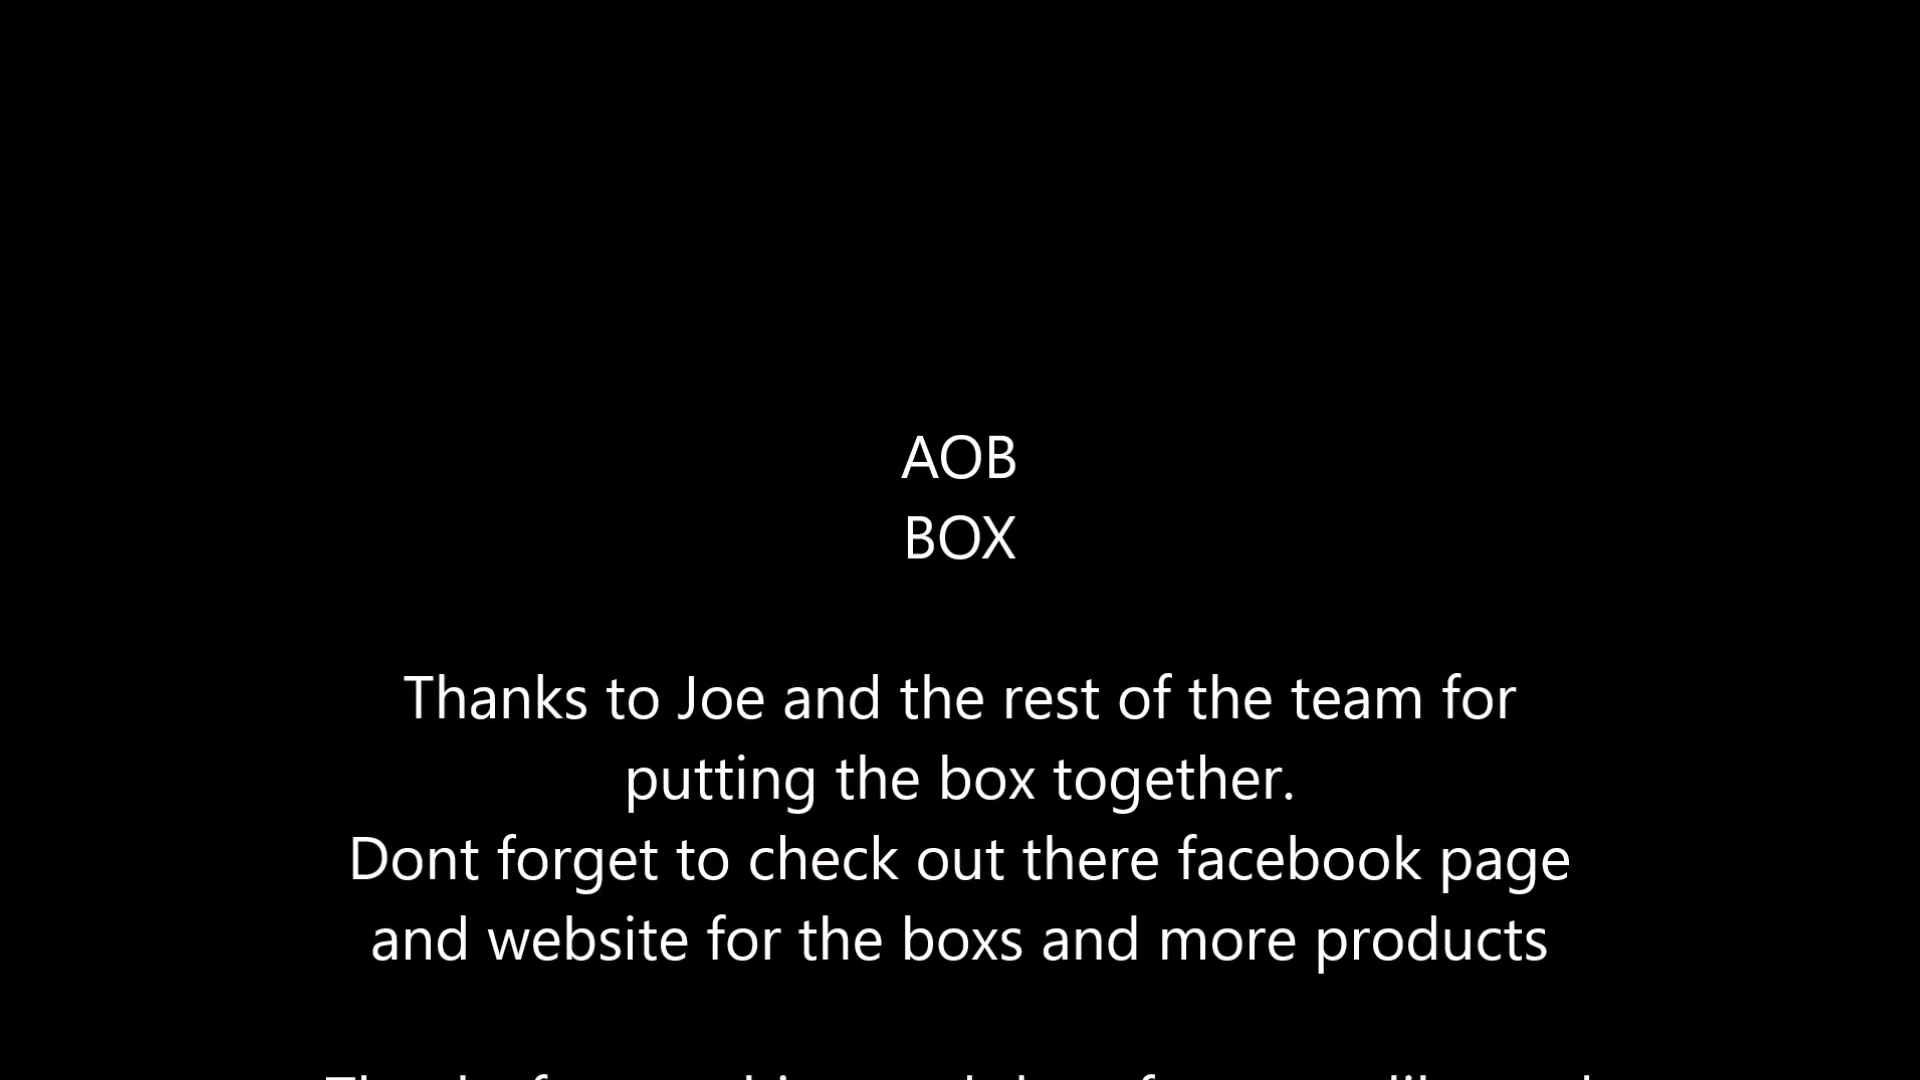 AOB
BOX
Thanks to Joe and the rest of the team for
putting the box together.
Dont forget to check out there facebook page
and website for the boxs and more products